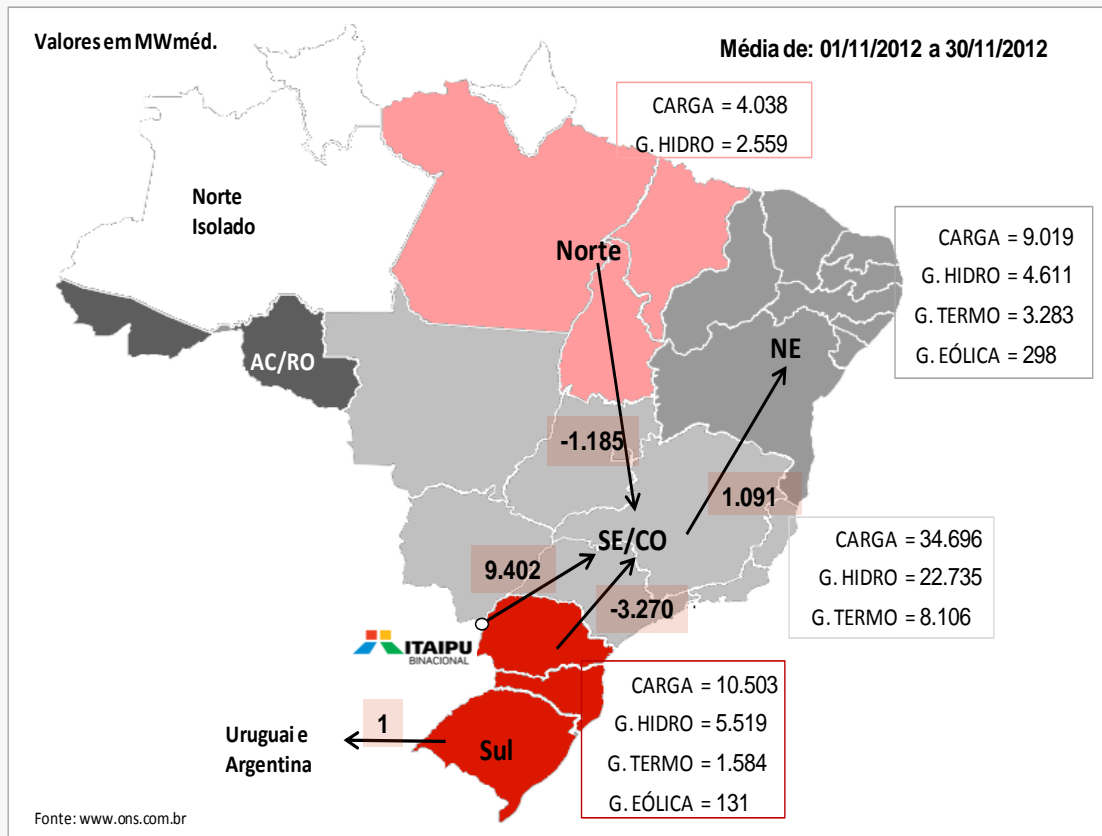 Valores em MWméd.
Média de: 01/11/2012 a 30/11/2012
CARGA = 4.038
G. HIDRO = 2.559
Norte
Isolado
Norte
CARGA = 9.019
G. HIDRO = 4.611
G. TERMO = 3.283
G. EÓLICA = 298
AC/RO
NE
-1.185
1.091
SE/CO
CARGA = 34.696
G. HIDRO = 22.735
G. TERMO = 8.106
9.402
-3.270
ITAIPU
BINACIONAL
CARGA = 10.503
G. HIDRO = 5.519
G. TERMO = 1.584
G. EÓLICA = 131
1
Uruguai e
Argentina
Sul
Fonte: www.ons.com.br